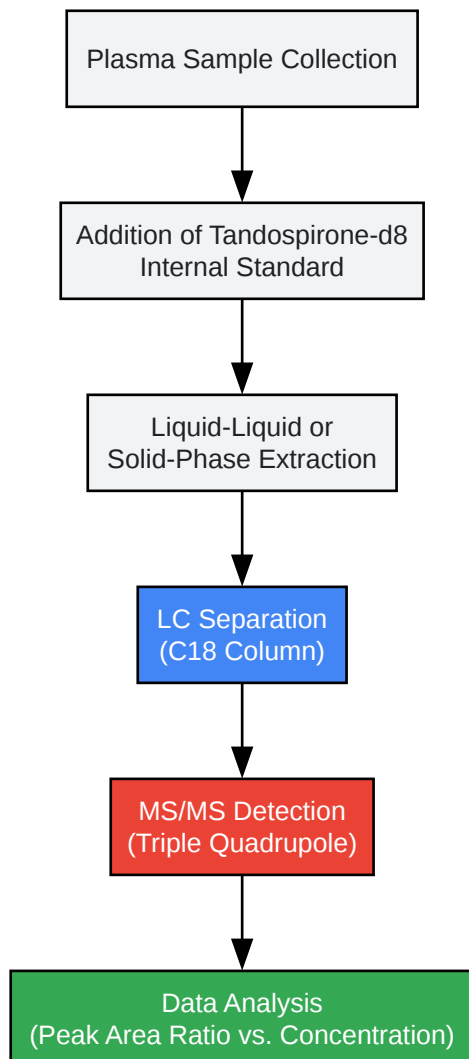 Plasma Sample Collection
Addition of Tandospirone-d8
Internal Standard
Liquid-Liquid or
Solid-Phase Extraction
LC Separation
(C18 Column)
MS/MS Detection
(Triple Quadrupole)
Data Analysis
(Peak Area Ratio vs. Concentration)